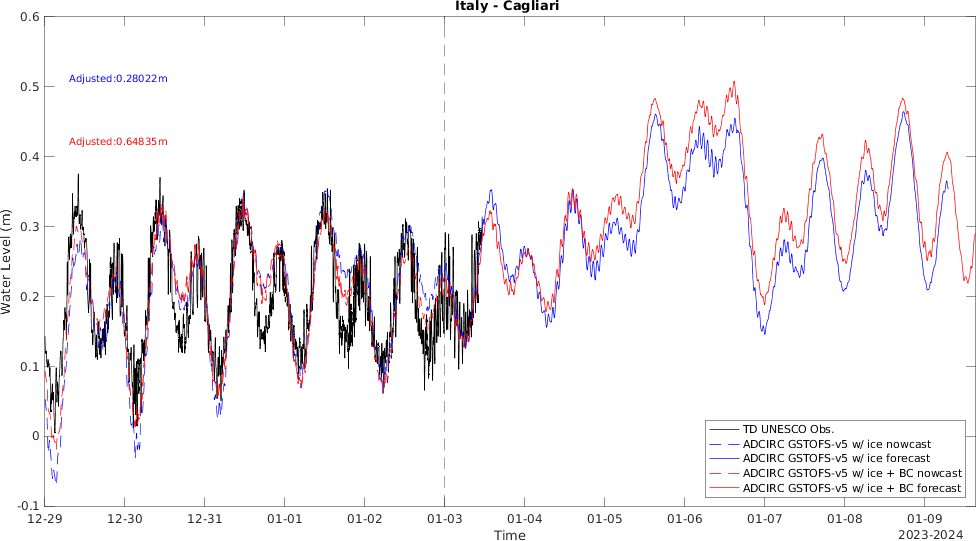 Italy - Cagliari
0.6
0.5
0.4
0.3
0.2
0.1
0
-0.1
Water Level (m)
Adjusted:0.28022m
Adjusted:0.64835m
TD UNESCO Obs.
ADCIRC GSTOFS-v5 w/ ice nowcast
ADCIRC GSTOFS-v5 w/ ice forecast
ADCIRC GSTOFS-v5 w/ ice + BC nowcast
ADCIRC GSTOFS-v5 w/ ice + BC forecast
12-29 12-30 12-31 01-01 01-02 01-03 01-04 01-05 01-06 01-07 01-08 01-09
2023-2024
Time